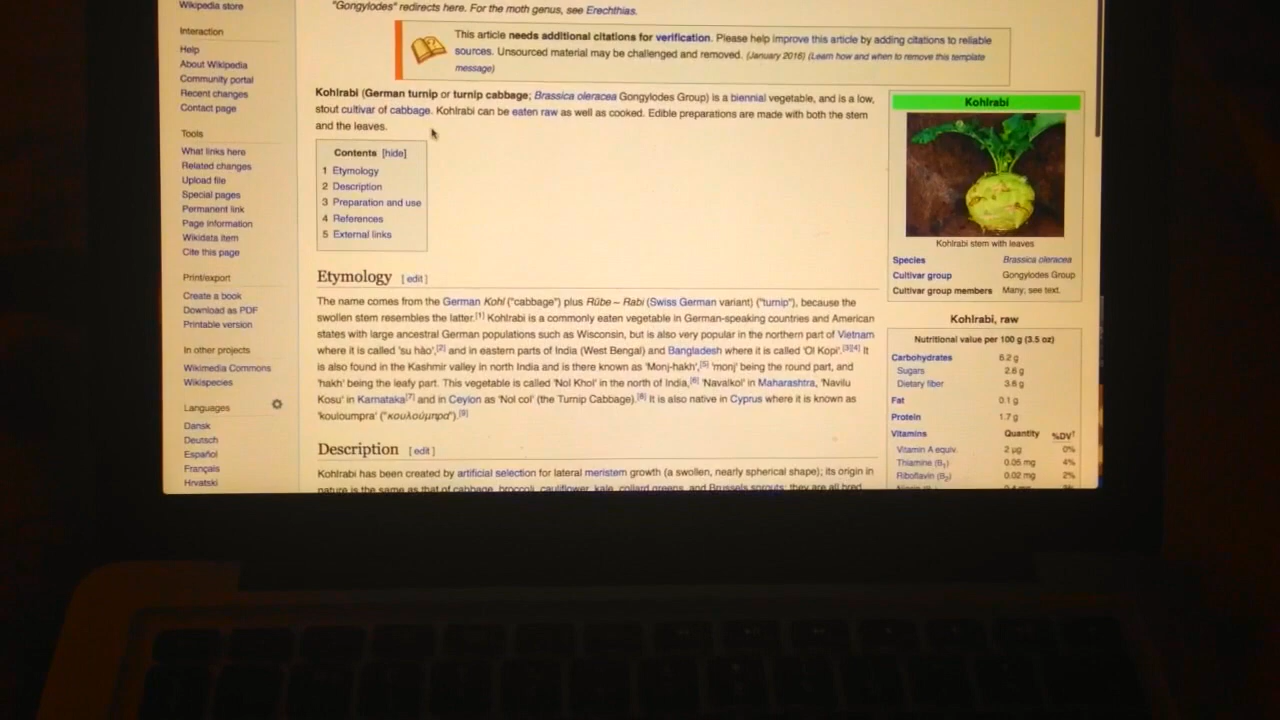 Wikipedia store
Interaction
Help
About Wikipedia
Community portal
Recent changes
Contact page
Tools
What links here
Related changes
Upload file
Special pages
Permanent link
Page information
Wikidata item
Cite this page
Print/export
Create a book
Download as PDF
Printable version
In other projects
Wikimedia Commons
Wikispecies
Languages
Dansk
Deutsch
Español
Français
Hrvatski
"Gongylodes" redirects here. For the moth genus, see Erechthias.
This article needs additional citations for verification. Please help improve this article by adding citations to reliable
sources. Unsourced material may be challenged and removed. (January 2016) (Learn how and when to remove this template
message)
Kohlrabi (German turnip or turnip cabbage; Brassica oleracea Gongylodes Group) is a biennial vegetable, and is a low,
stout cultivar of cabbage. Kohlrabi can be eaten raw as well as cooked. Edible preparations are made with both the stem
and the leaves.
Contents [hide]
1 Etymology
2 Description
3 Preparation and use
4 References
5 External links
Etymology [edit]
The name comes from the German Kohl ("cabbage") plus Rübe ~ Rabi (Swiss German variant) ("turnip"), because the
swollen stem resembles the latter.[1] Kohlrabi is a commonly eaten vegetable in German-speaking countries and American
states with large ancestral German populations such as Wisconsin, but is also very popular in the northern part of Vietnam
where it is called 'su hào',[2] and in eastern parts of India (West Bengal) and Bangladesh where it is called 'Ol Kopi'.[3][4] It
is also found in the Kashmir valley in north India and is there known as 'Monj-hakh',[5] 'monj' being the round part, and
'hakh' being the leafy part. This vegetable is called 'Nol Khol' in the north of India,[6] 'Navalkol' in Maharashtra, 'Navilu
Kosu' in Karnataka[7] and in Ceylon as 'Nol col' (the Turnip Cabbage).[8] It is also native in Cyprus where it is known as
'kouloumpra' ("κουλούμπρα").[9]
Description [edit]
Kohlrabi has been created by artificial selection for lateral meristem growth (a swollen, nearly spherical shape); its origin in
nature is the same as that of cabbage, broccoli, cauliflower, kale, collard greens, and Brussels sprouts: they are all bred
Kohlrabi
Kohlrabi stem with leaves
Species Brassica oleracea
Cultivar group Gongylodes Group
Cultivar group members Many; see text.
Kohlrabi, raw
Nutritional value per 100 g (3.5 oz)
Carbohydrates 6.2 g
Sugars 2.6 g
Dietary fiber 3.6 g
Fat 0.1 g
Protein 1.7 g
Vitamins Quantity %DV†
Vitamin A equiv. 2 μg 0%
Thiamine (B1) 0.05 mg 4%
Riboflavin (B2) 0.02 mg 2%